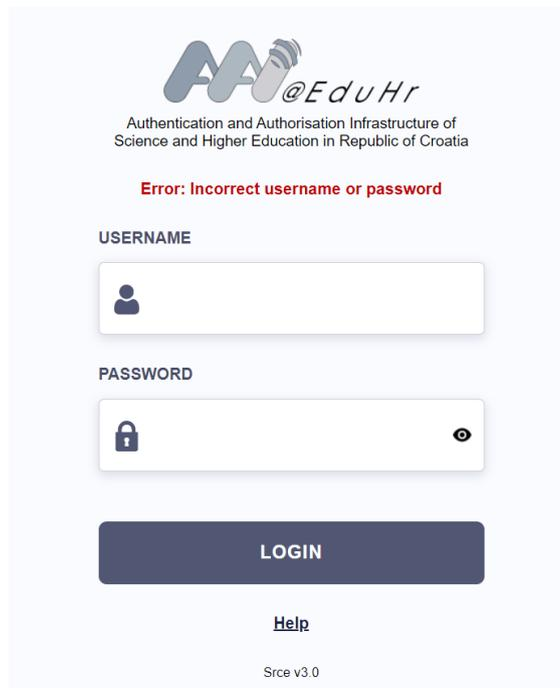 AAI@EduHr
Authentication and Authorisation Infrastructure of
Science and Higher Education in Republic of Croatia
Error: Incorrect username or password
USERNAME
PASSWORD
LOGIN
Help
Srce v3.0